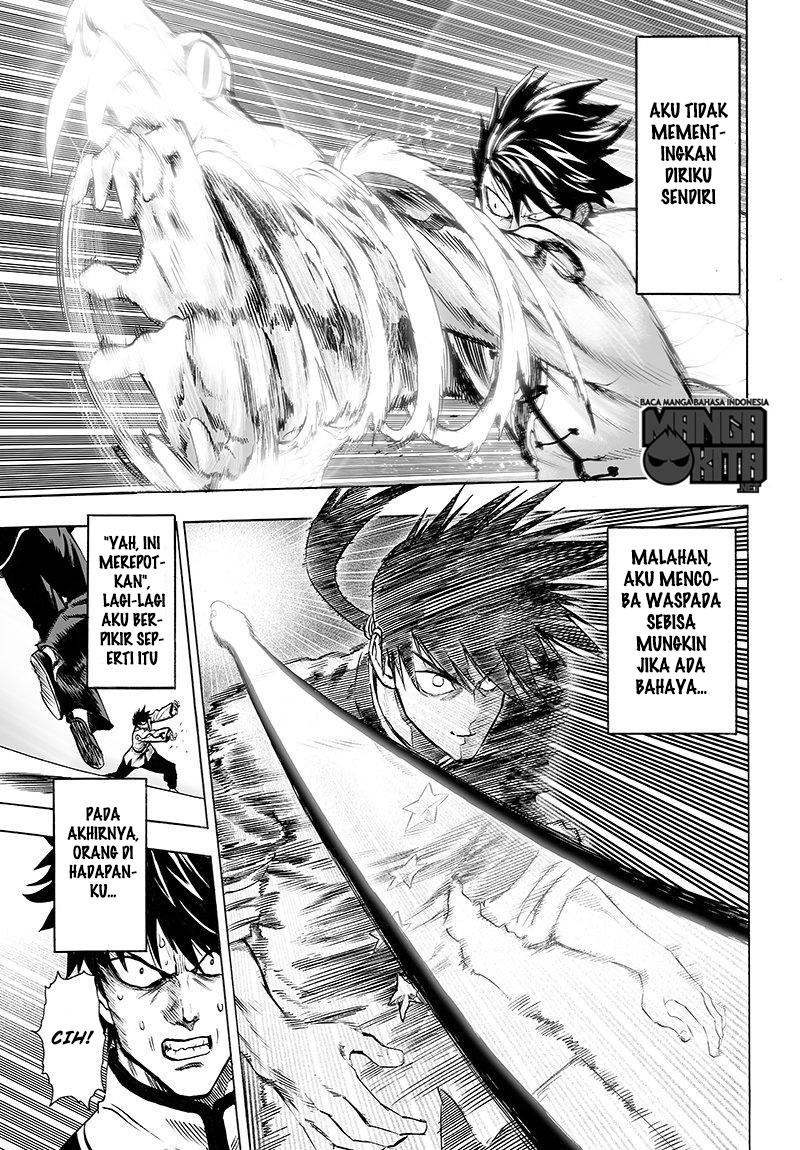 AKU TIDAK
MEMENT-
INGKAN
DIRIKU
SENDIRI
BACA MANGA BAHASA INDONESIA
MANGA
KITA
.NET
MALAHAN,
AKU MENCO-
BA WASPADA
SEBISA
MUNGKIN
JIKA ADA
BAHAYA...
"YAH, INI
MEREPOT-
KAN",
LAGI-LAGI
AKU BER-
PIKIR SEP-
ERTI ITU
PADA
AKHIRNYA,
ORANG DI
HADAPAN-
KU...
CIH!